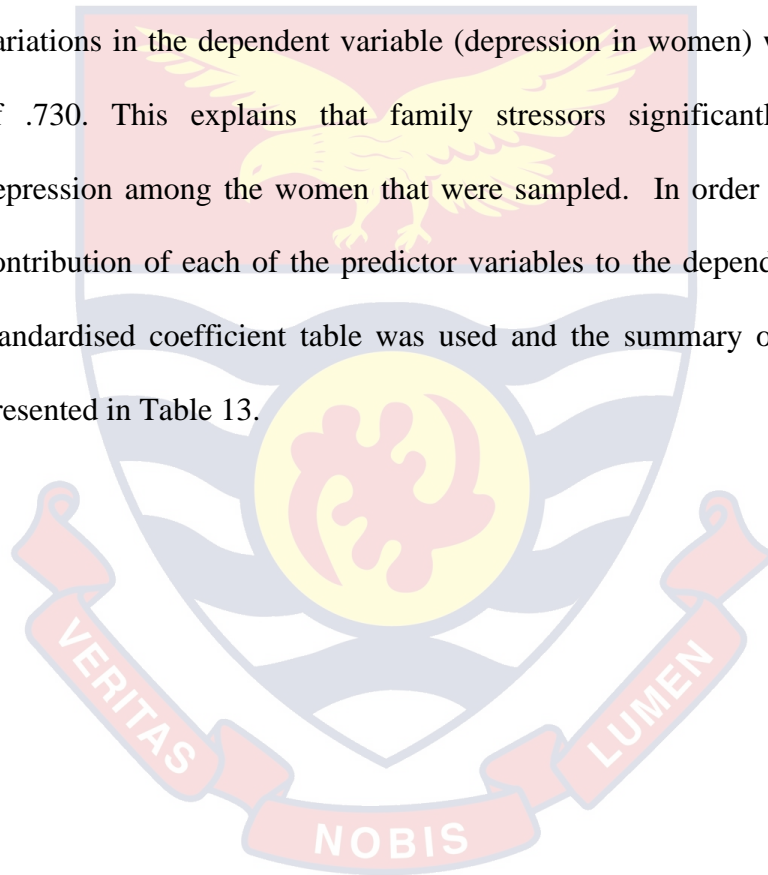 ariations in the dependent variable (depression in women)
.730. This explains that family stressors
epression among the women that were sampled. In order
ontribution of each of the predictor variables to the
andardised coefficient table was used and the summary
resented in Table 13.
VERITAS
NOBIS
LUMEN